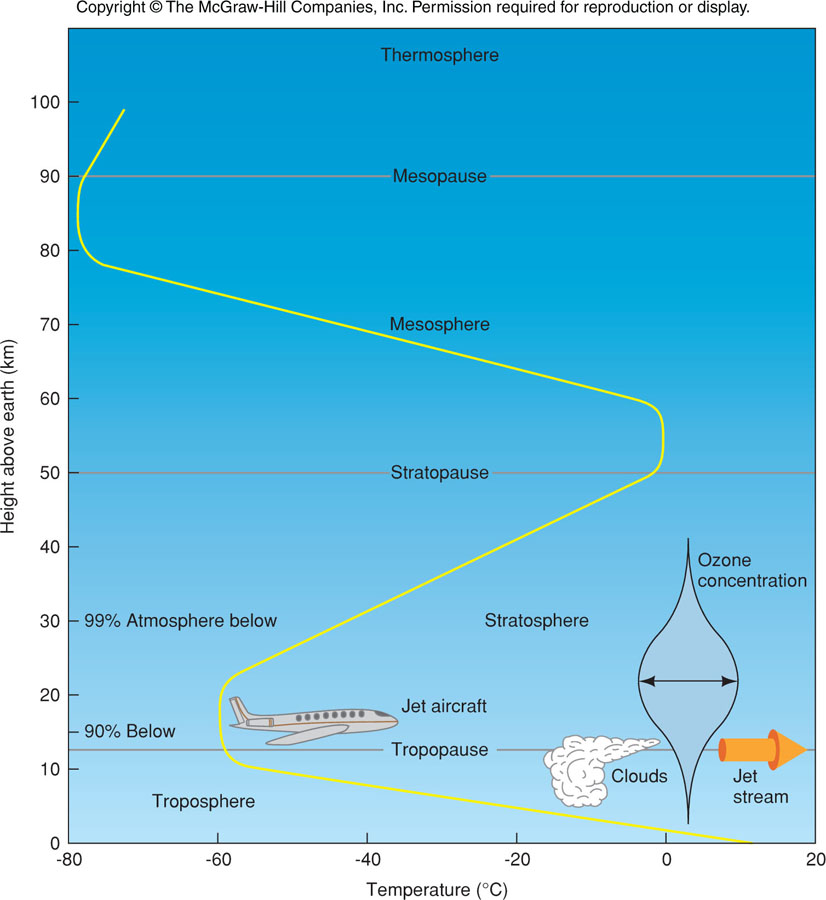 Copyright © The McGraw-Hill Companies, Inc. Permission required for reproduction or display.
Thermosphere
100
90
Mesopause
80
70
Mesosphere
Height above earth (km)
60
50
Stratopause
40
Ozone
concentration
30
99% Atmosphere below
Stratosphere
20
Jet aircraft
90% Below
Tropopause
10
Clouds
Jet
stream
Troposphere
0
-80
-60
-40
-20
0
20
Temperature (°C)